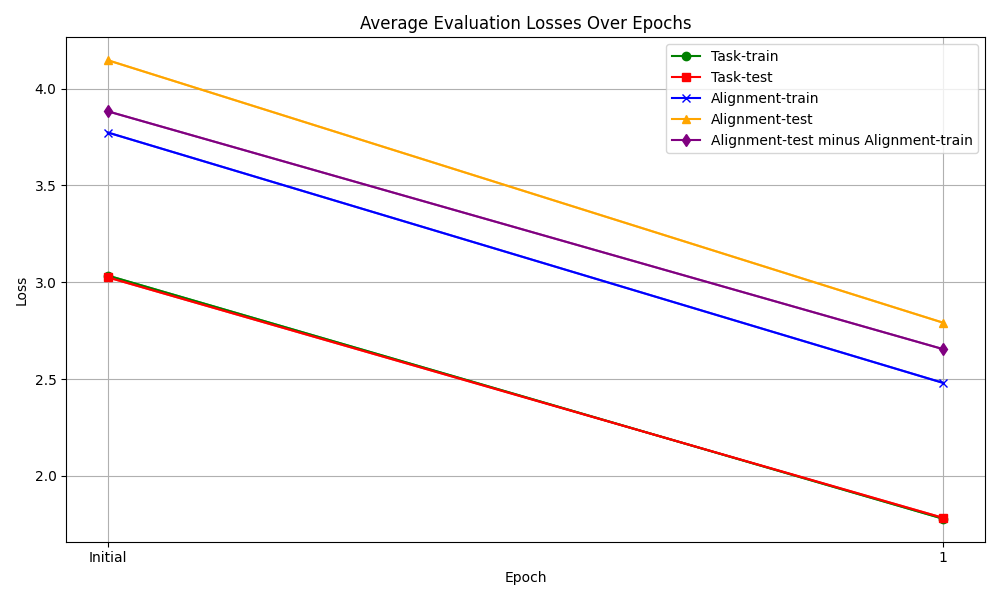 Average Evaluation Losses Over Epochs
Task-train
Task-test
Alignment-train
Alignment-test
Alignment-test minus Alignment-train
4.0
3.5
3.0
2.5
2.0
Loss
Initial
1
Epoch